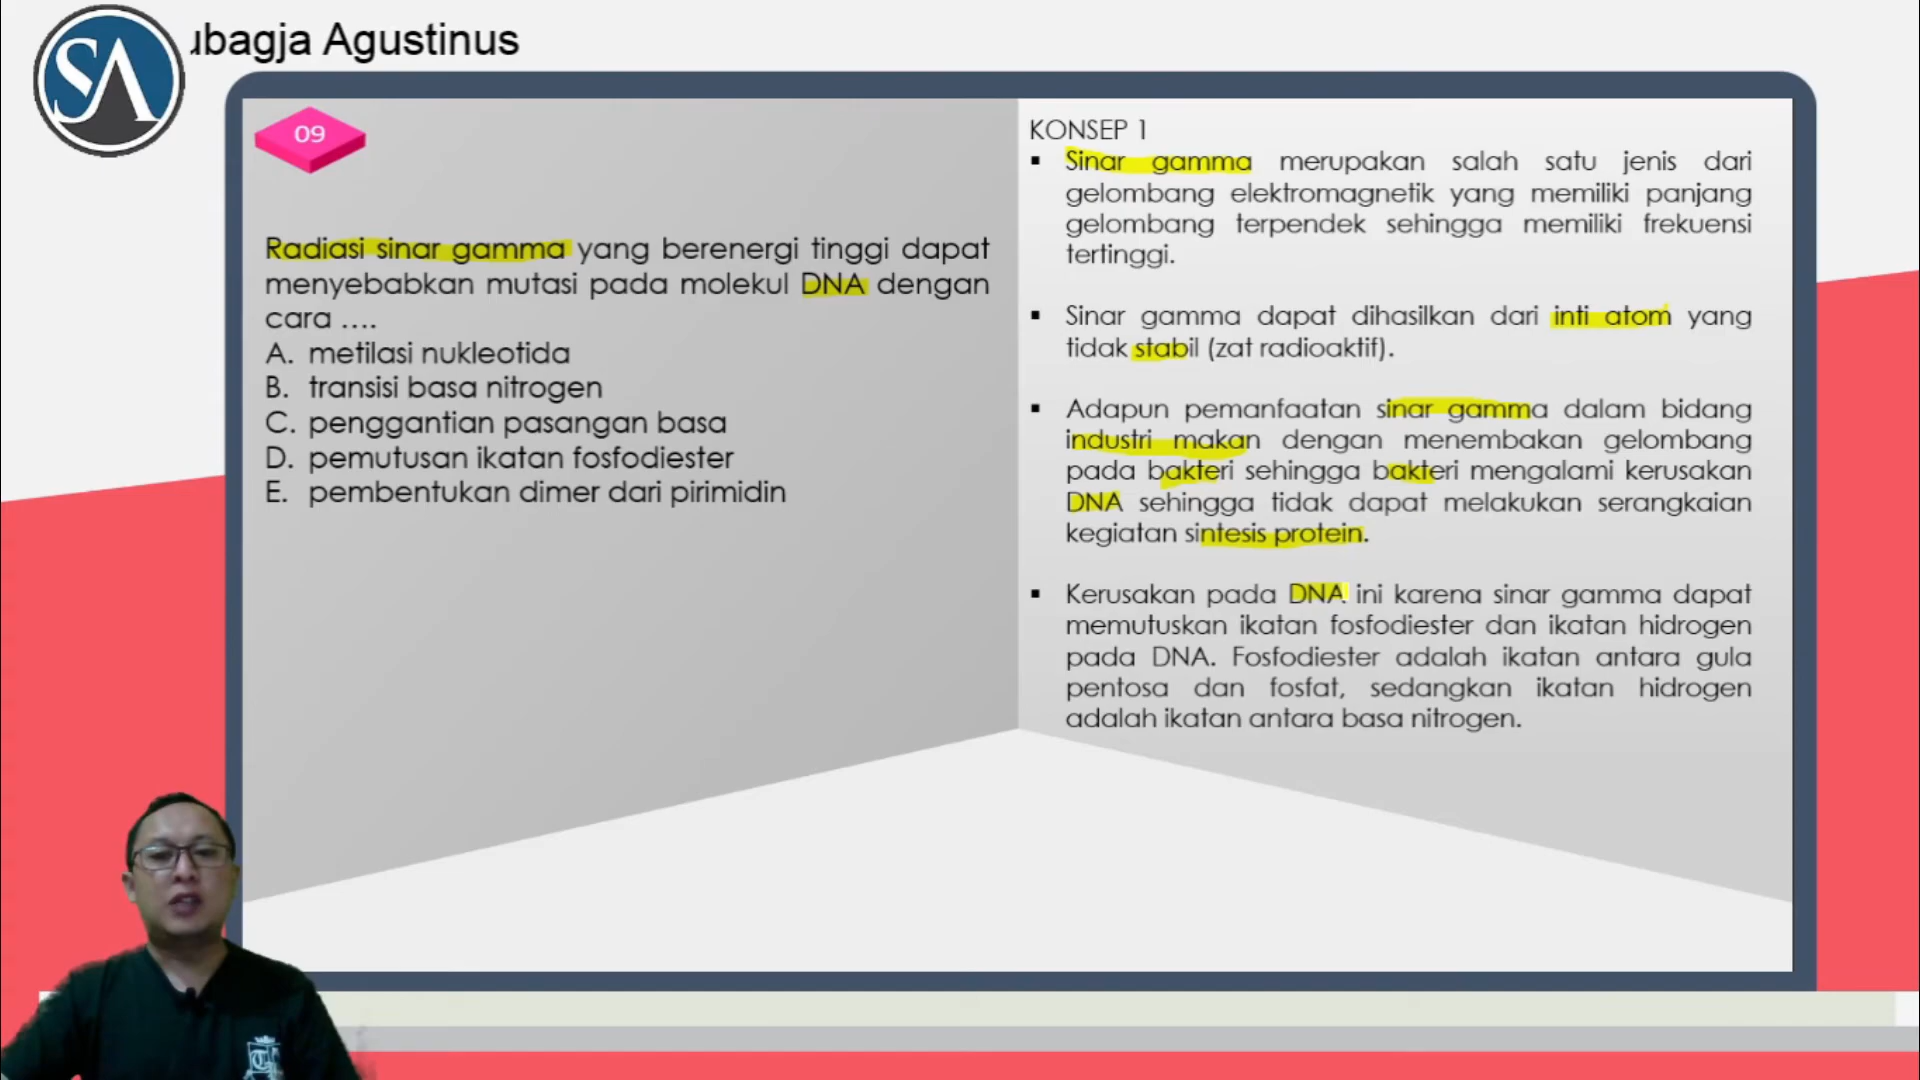 SA
ubagja Agustinus
09
Radiasi sinar gamma yang berenergi tinggi dapat
menyebabkan mutasi pada molekul DNA dengan
cara ....
A. metilasi nukleotida
B. transisi basa nitrogen
C. penggantian pasangan basa
D. pemutusan ikatan fosfodiester
E. pembentukan dimer dari pirimidin
KONSEP 1
▪ Sinar gamma merupakan salah satu jenis dari
gelombang elektromagnetik yang memiliki panjang
gelombang terpendek sehingga memiliki frekuensi
tertinggi.
▪ Sinar gamma dapat dihasilkan dari inti atom yang
tidak stabil (zat radioaktif).
▪ Adapun pemanfaatan sinar gamma dalam bidang
industri makan dengan menembakan gelombang
pada bakteri sehingga bakteri mengalami kerusakan
DNA sehingga tidak dapat melakukan serangkaian
kegiatan sintesis protein.
▪ Kerusakan pada DNA ini karena sinar gamma dapat
memutuskan ikatan fosfodiester dan ikatan hidrogen
pada DNA. Fosfodiester adalah ikatan antara gula
pentosa dan fosfat, sedangkan ikatan hidrogen
adalah ikatan antara basa nitrogen.